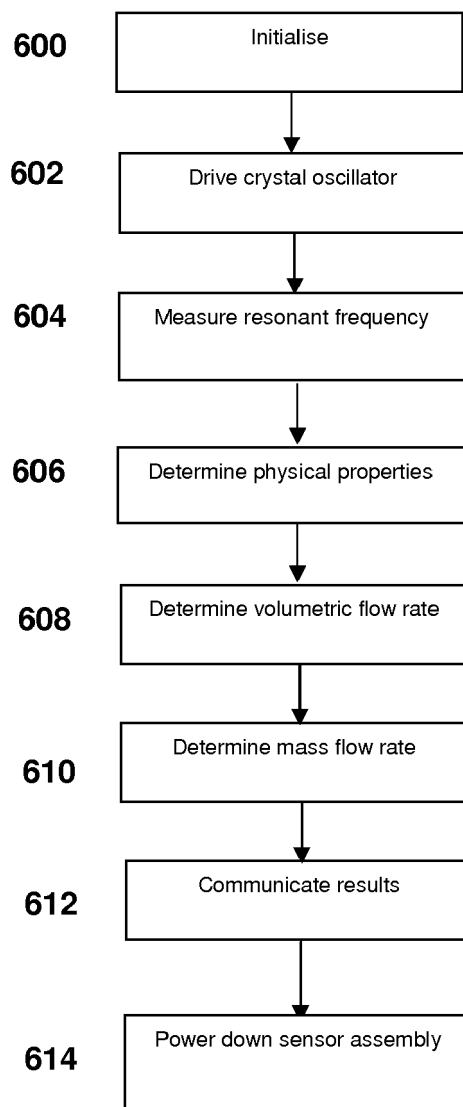 600
Initialise
602
Drive crystal oscillator
604
Measure resonant frequency
606
Determine physical properties
608
Determine volumetric flow rate
610
Determine mass flow rate
612
Communicate results
614
Power down sensor assembly